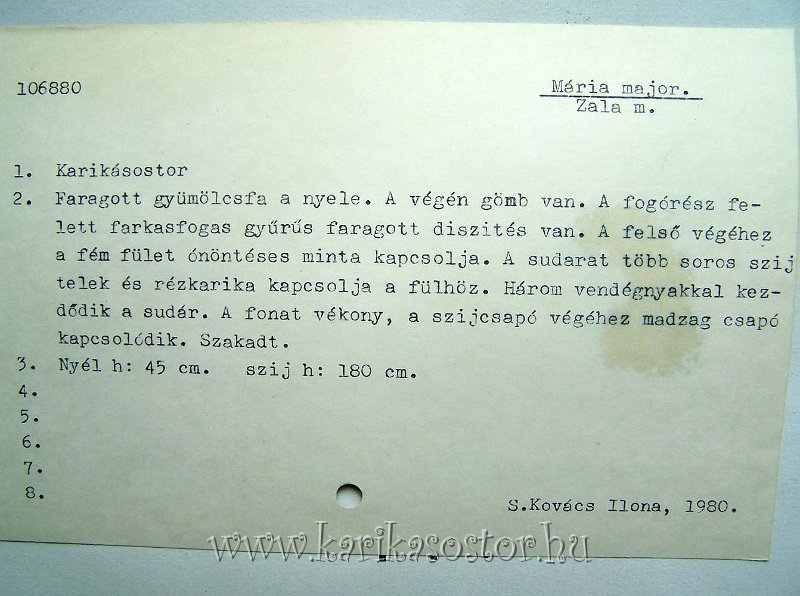 106880
Mária major.
Zala m.
1. Karikásostor
2. Faragott gyümölcsfa a nyele. A végén gömb van. A fogórész fe-
lett farkasfogas gyűrűs faragott diszités van. A felső végéhez
a fém fület ónöntéses minta kapcsolja. A sudarat több soros szij
telek és rézkarika kapcsolja a fülhöz. Három vendégnyakkal kez-
dődik a sudár. A fonat vékony, a szijcsapó végéhez madzag csapó
kapcsolódik. Szakadt.
3. Nyél h: 45 cm. szij h: 180 cm.
4.
5.
6.
7.
8.
S.Kovács Ilona, 1980.
www.karikasostor.hu